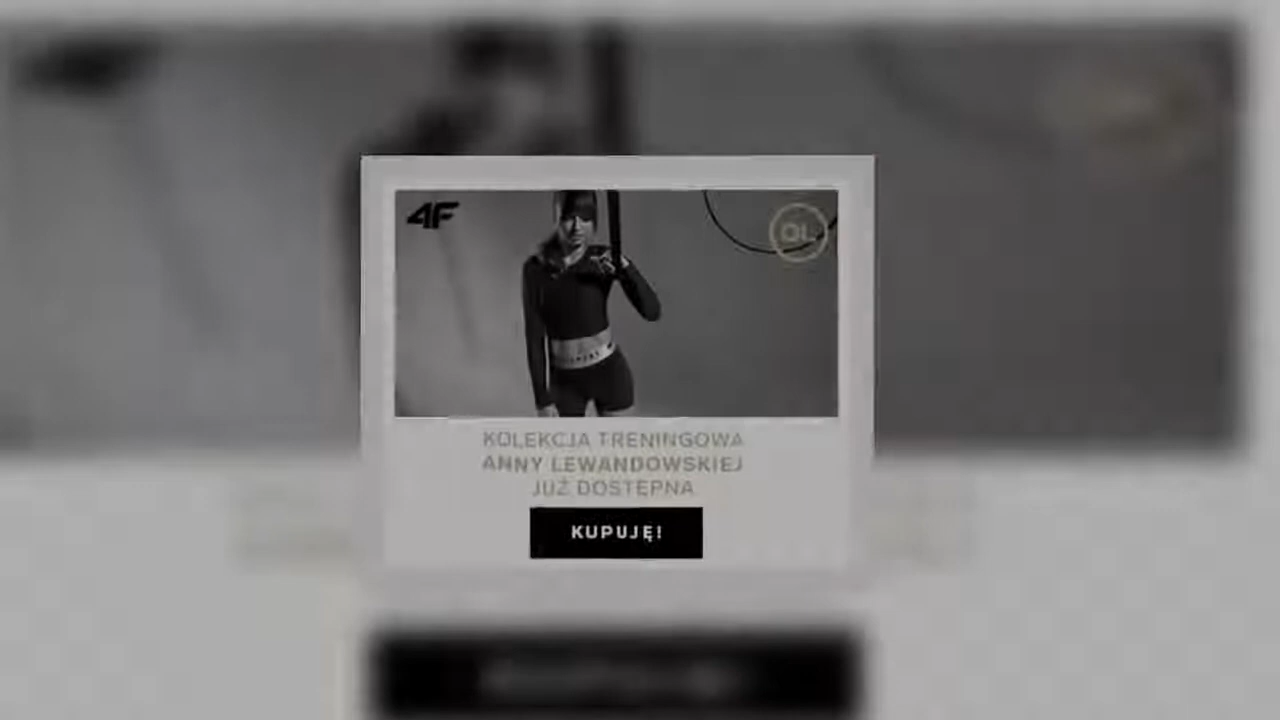 4F
KOLEKCJA TRENINGOWA
ANNY LEWANDOWSKIEJ
JUŻ DOSTĘPNA
KUPUJĘ!